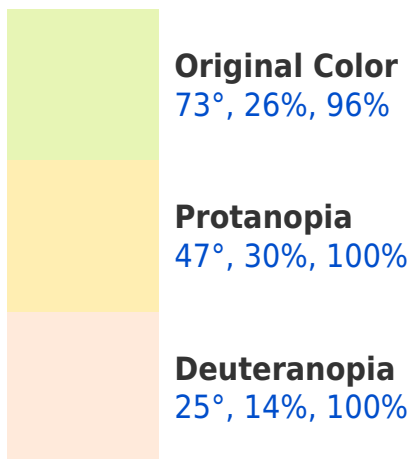 Original Color
73°, 26%, 96%
Protanopia
47°, 30%, 100%
Deuteranopia
25°, 14%, 100%